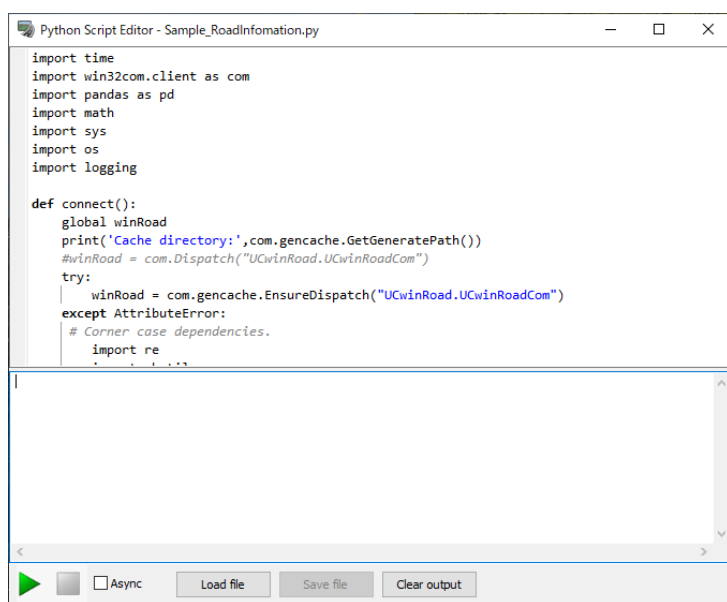 Python Script Editor - Sample_RoadInfomation.py
import time
import win32com.client as com
import pandas as pd
import math
import sys
import os
import logging
def connect():
global winRoad
print('Cache directory:',com.gencache.GetGeneratePath())
#winRoad = com.Dispatch("UCwinRoad.UCwinRoadCom")
try:
winRoad = com.gencache.EnsureDispatch("UCwinRoad.UCwinRoadCom")
except AttributeError:
# Corner case dependencies.
import re
Async
Load file
Save file
Clear output